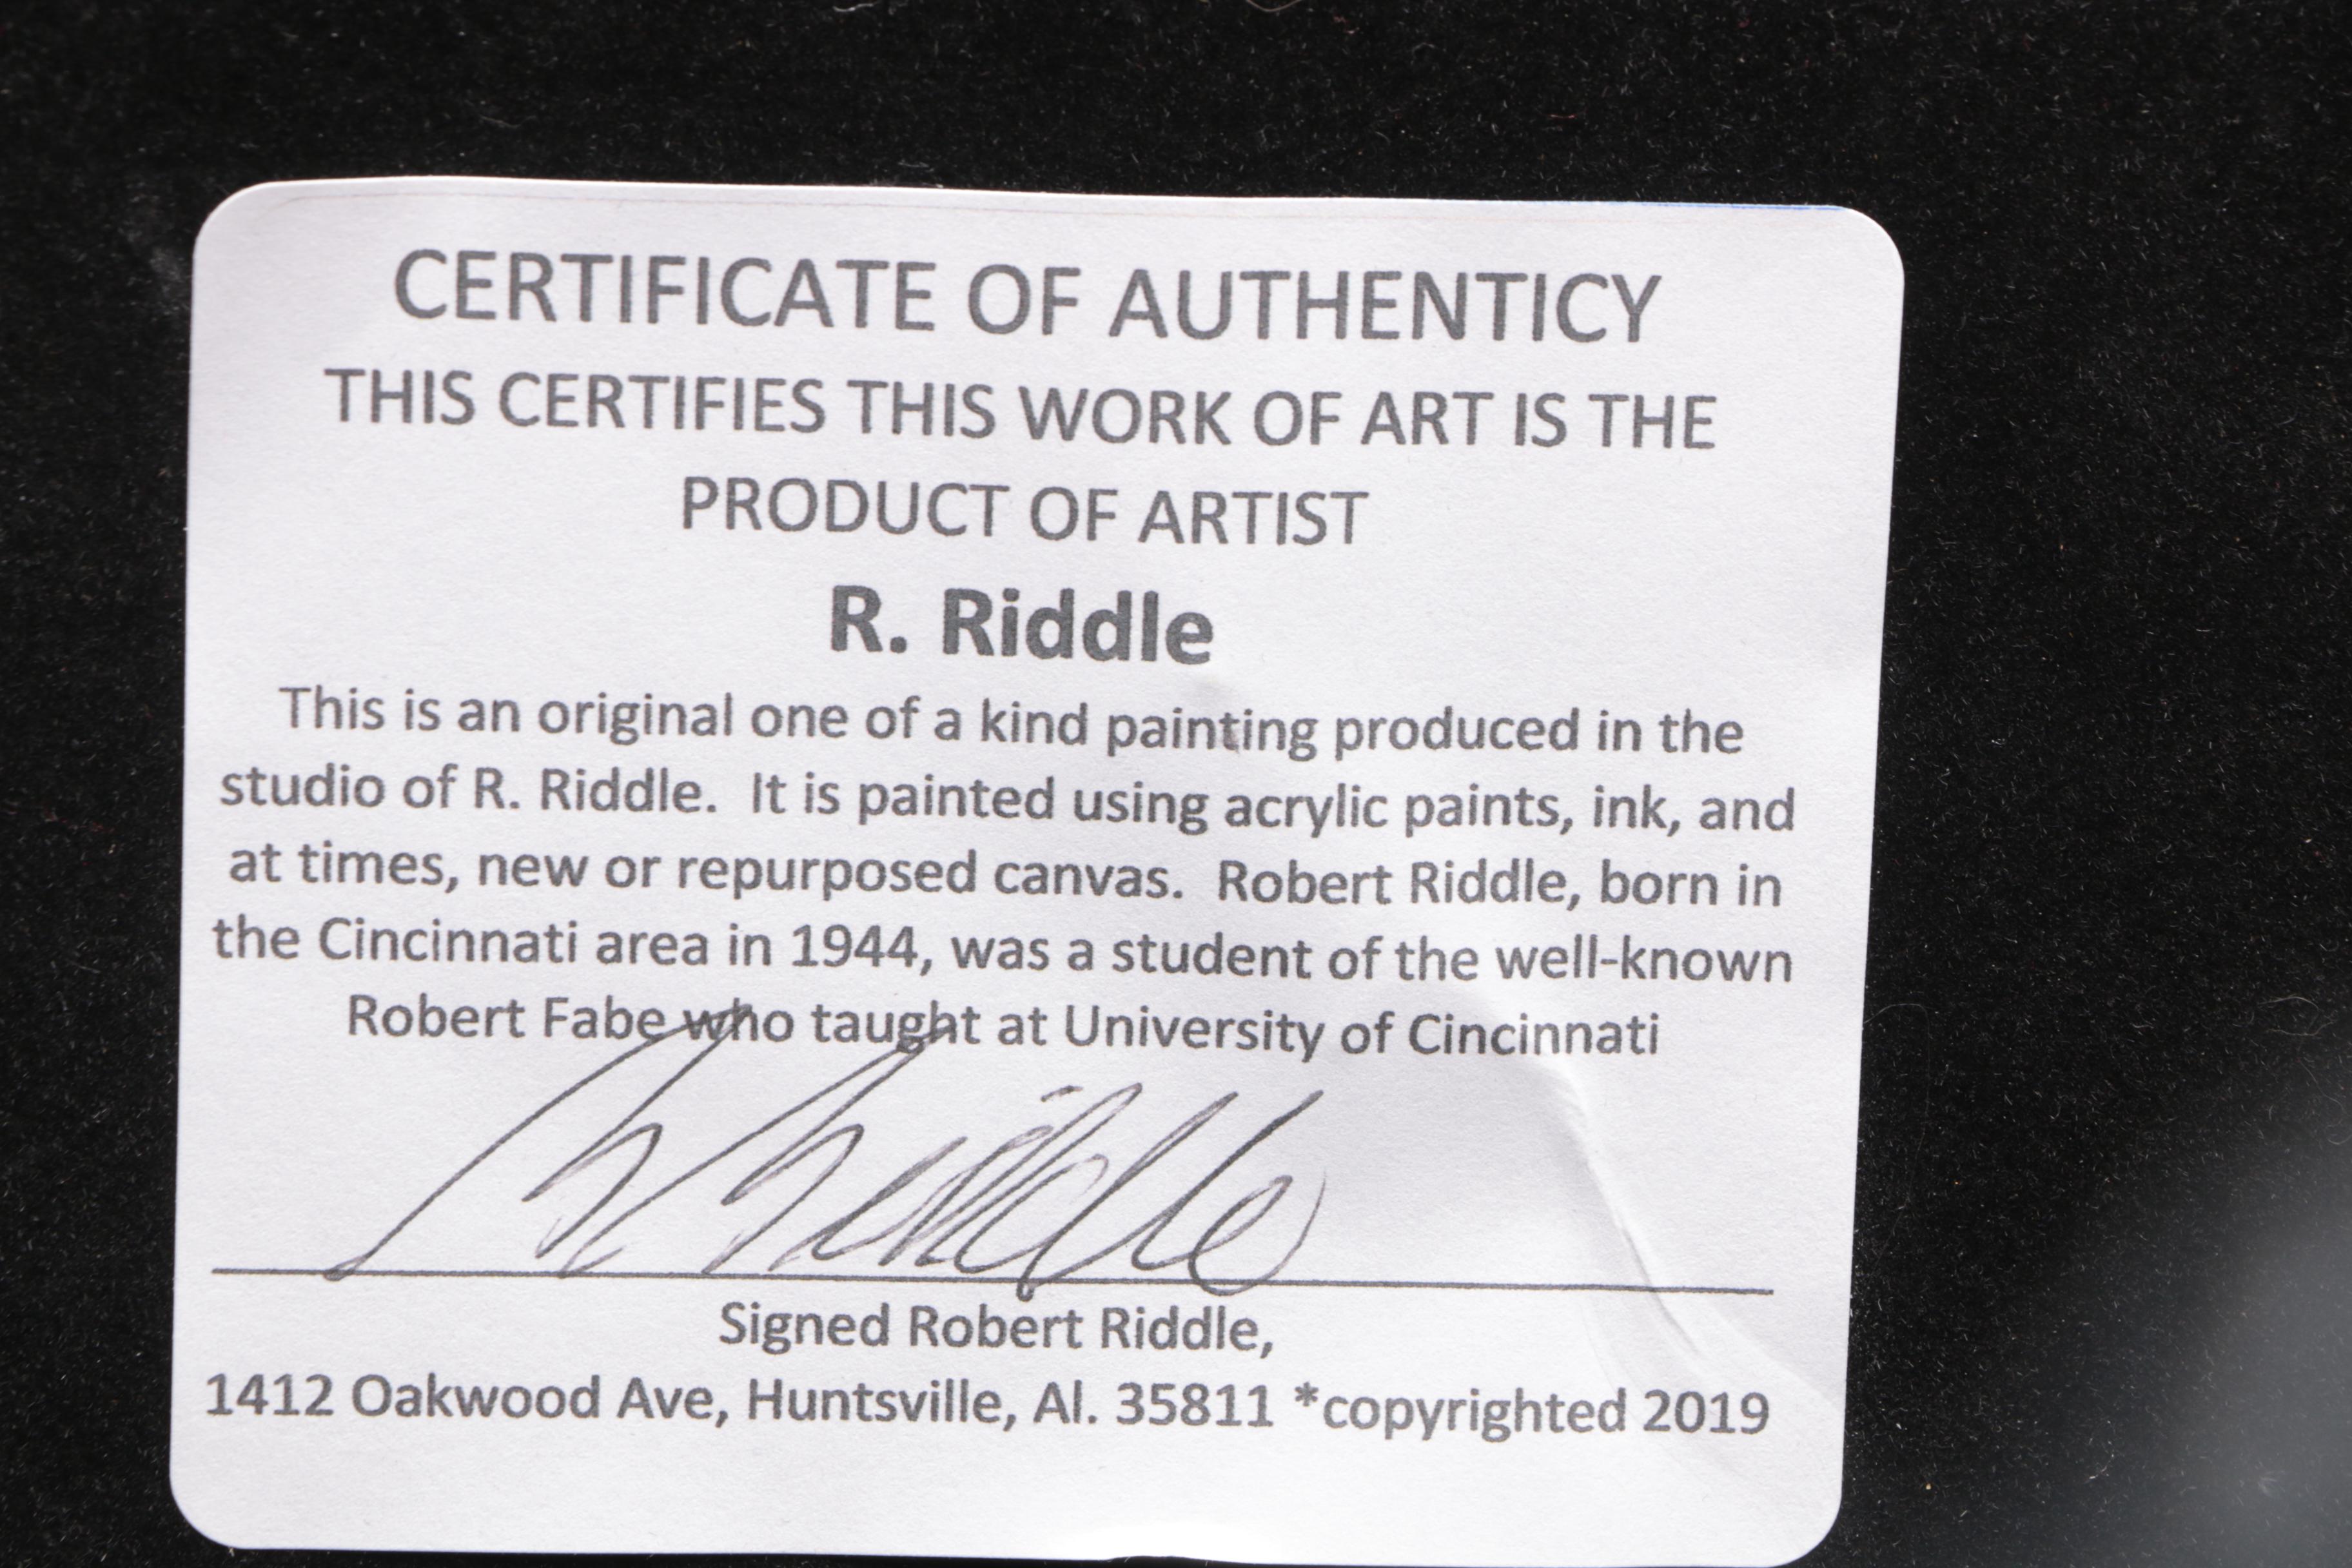 CERTIFICATE OF AUTHENTICY
THIS CERTIFIES THIS WORK OF ART IS THE
PRODUCT OF ARTIST
R. Riddle
This is an original one of a kind painting produced in the
studio of R. Riddle.  It is painted using acrylic paints, ink, and
at times, new or repurposed canvas.  Robert Riddle, born in
the Cincinnati area in 1944, was a student of the well-known
Robert Fabe who taught at University of Cincinnati
R. Riddle
Signed Robert Riddle,
1412 Oakwood Ave, Huntsville, Al. 35811 *copyrighted 2019